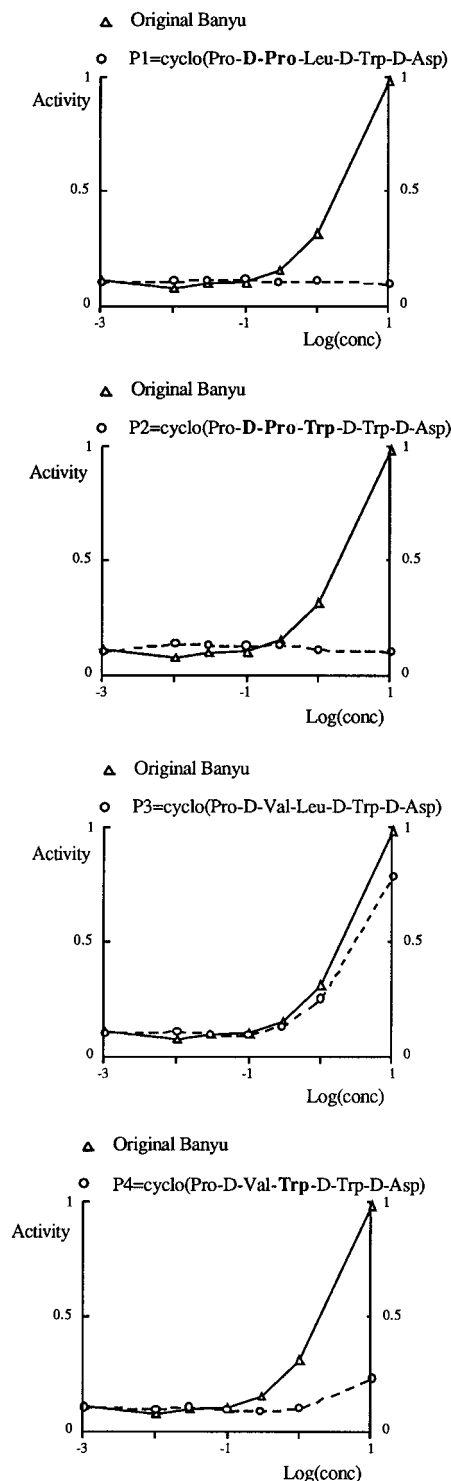 △ Original Banyu
○ P1=cyclo(Pro-D-Pro-Leu-D-Trp-D-Asp)
1 1
Activity
0.5 0.5
0 0
-3 -1 1
Log(conc)
△ Original Banyu
○ P2=cyclo(Pro-D-Pro-Trp-D-Trp-D-Asp)
1 1
Activity
0.5 0.5
0 0
-3 -1 1
Log(conc)
△ Original Banyu
○ P3=cyclo(Pro-D-Val-Leu-D-Trp-D-Asp)
1 1
Activity
0.5 0.5
0 0
-3 -1 1
Log(conc)
△ Original Banyu
○ P4=cyclo(Pro-D-Val-Trp-D-Trp-D-Asp)
1 1
Activity
0.5 0.5
0 0
-3 -1 1
Log(conc)